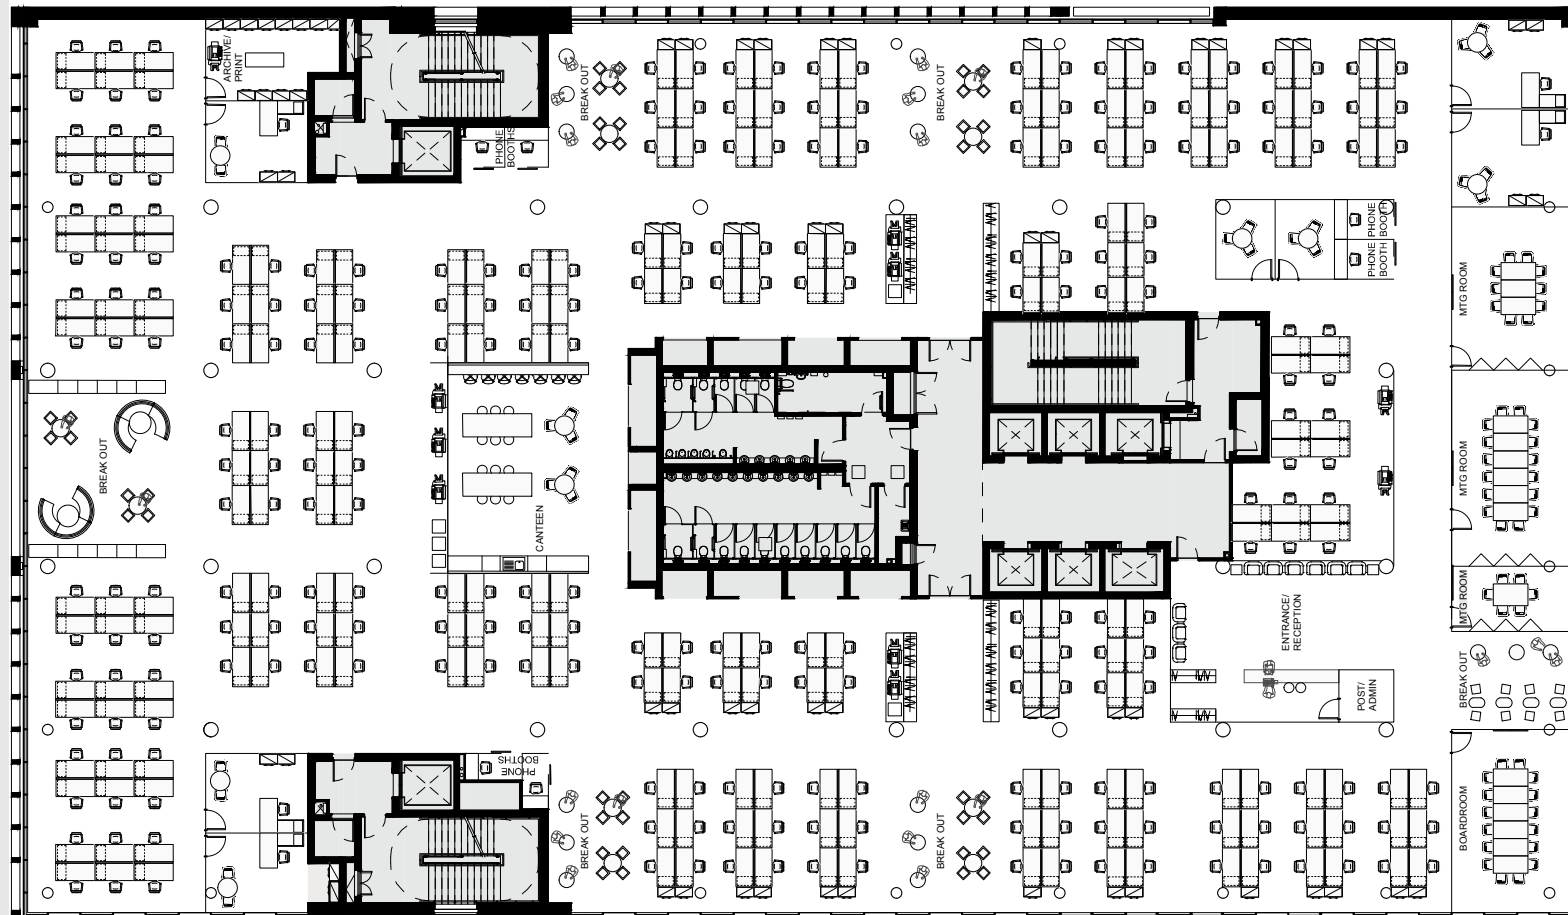 ARCHIVE/
PRINT
PHONE
BOOTHS
BREAK OUT
BREAK OUT
PHONE
BOOTH
PHONE
BOOTH
MTG ROOM
MTG ROOM
MTG ROOM
BREAK OUT
BREAK OUT
CANTEEN
ENTRANCE/
RECEPTION
POST/
ADMIN
PHONE
BOOTHS
BREAK OUT
BREAK OUT
BOARDROOM